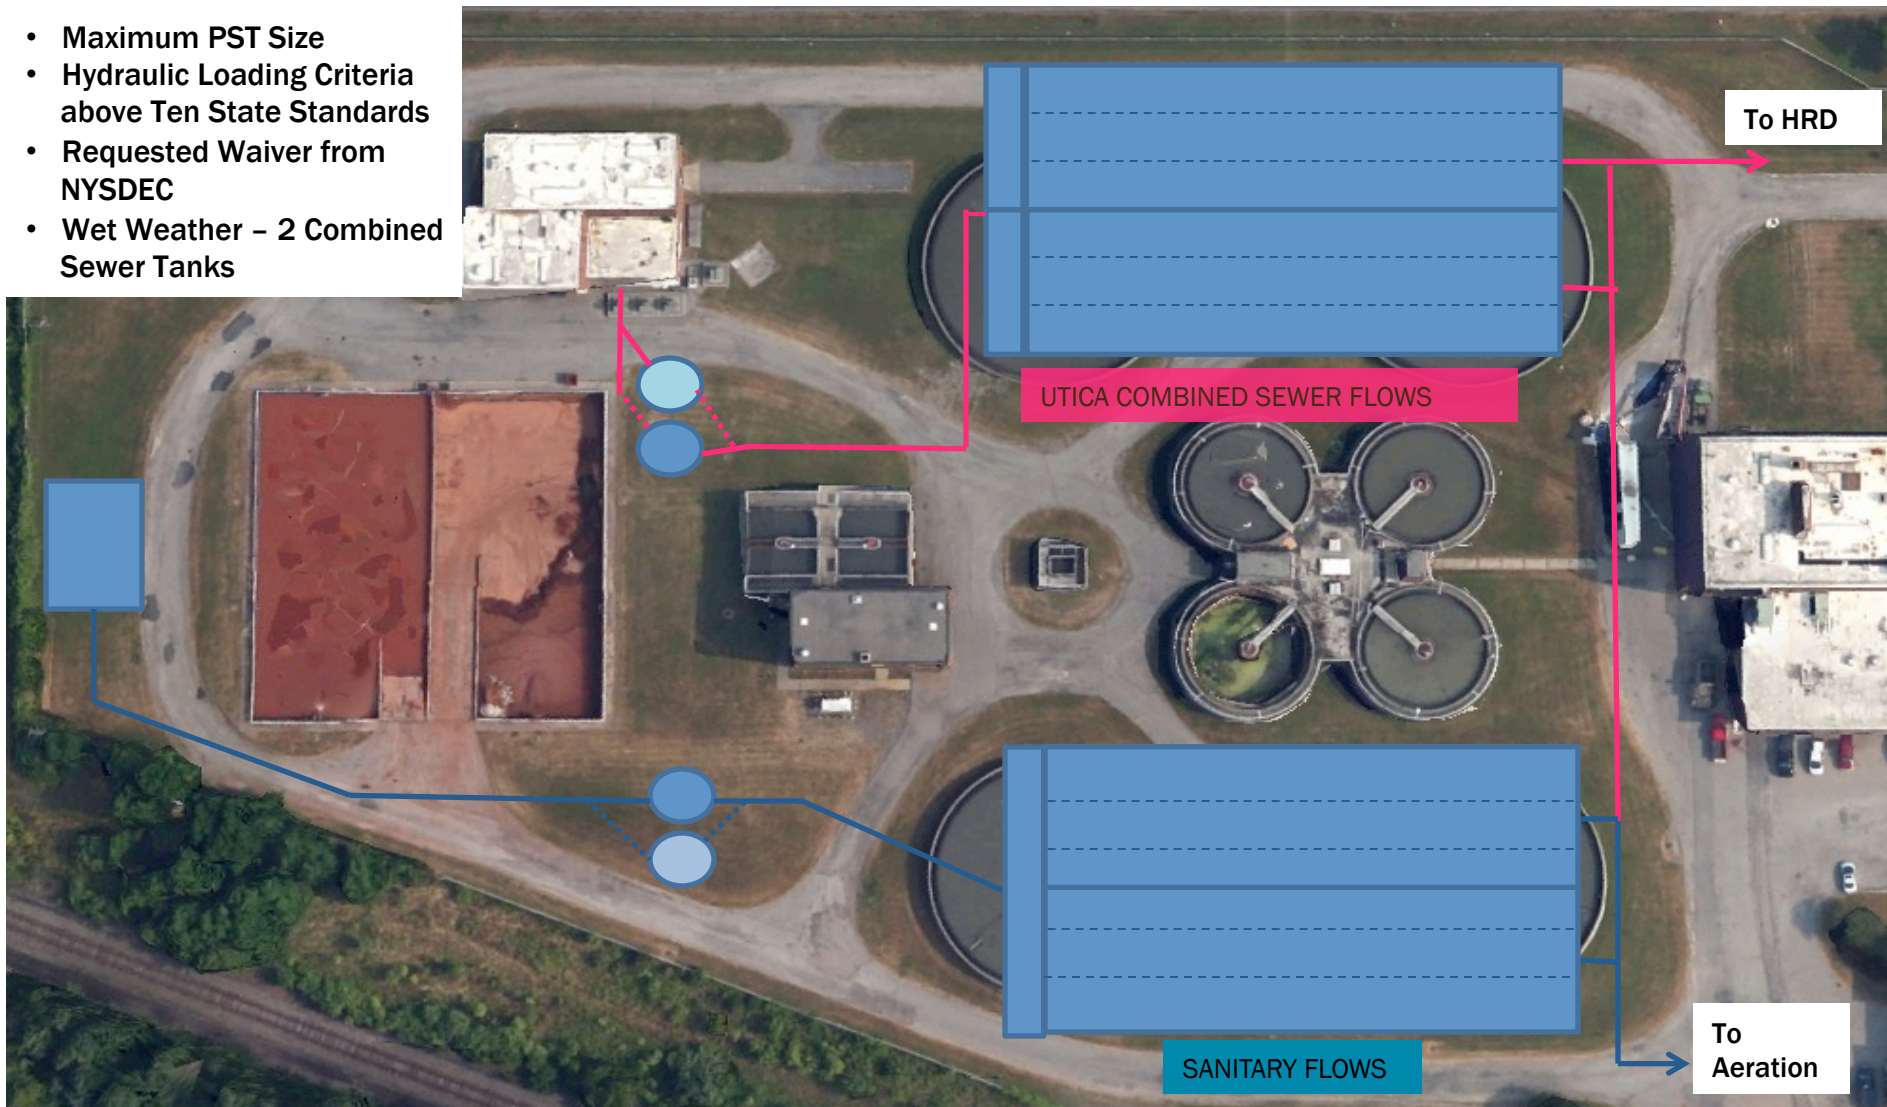 • Maximum PST Size
• Hydraulic Loading Criteria
above Ten State Standards
• Requested Waiver from
NYSDEC
• Wet Weather – 2 Combined
Sewer Tanks
To HRD
UTICA COMBINED SEWER FLOWS
SANITARY FLOWS
To
Aeration